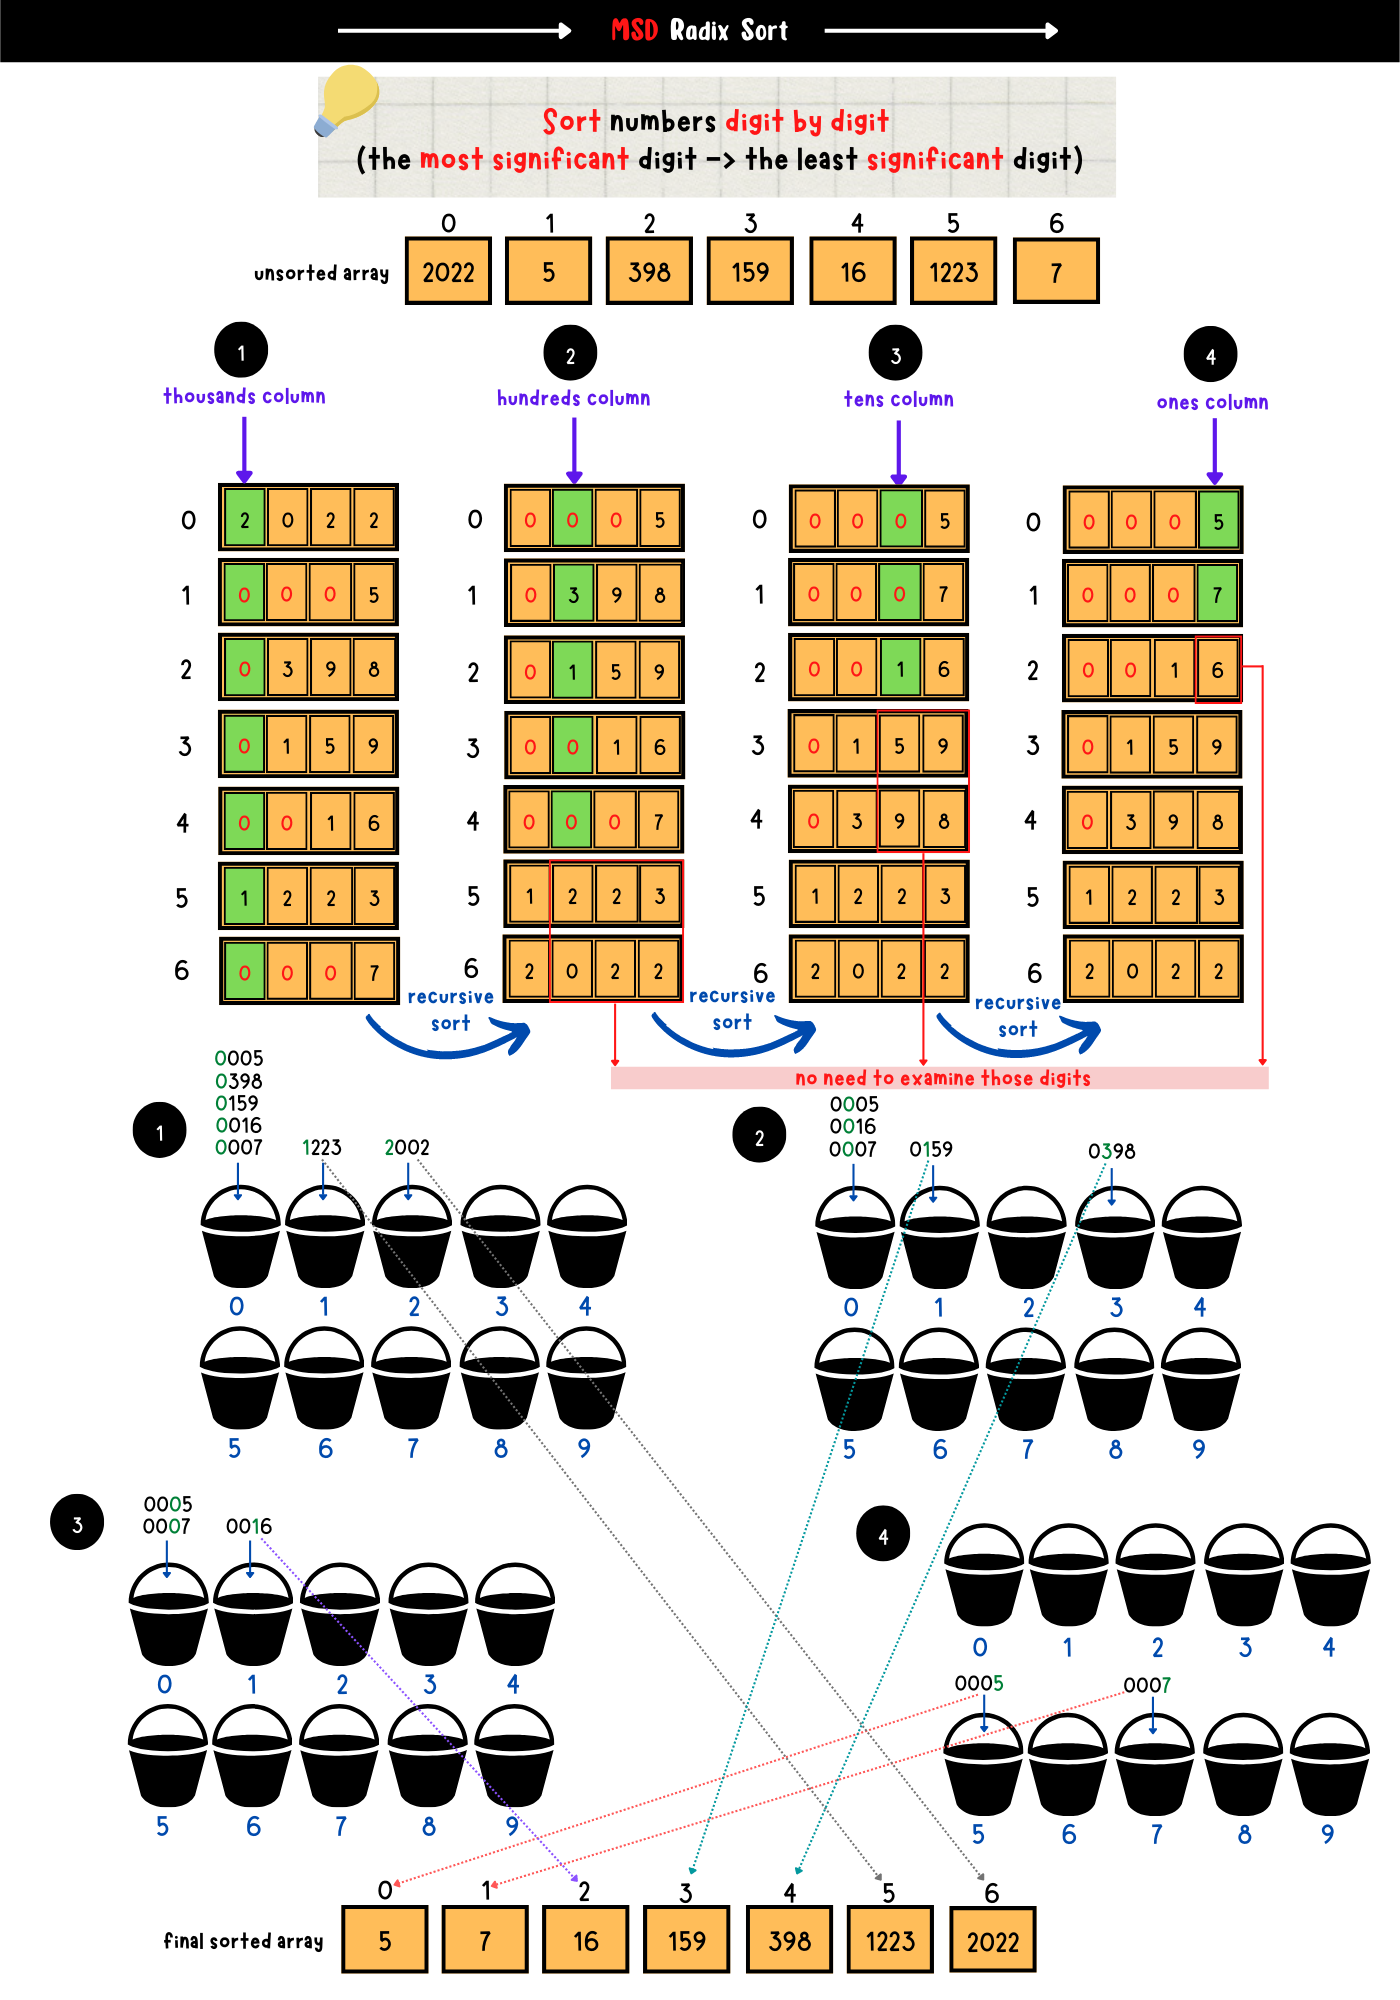 MSD Radix Sort
Sort numbers digit by digit
(the most significant digit -> the least significant digit)
0 1 2 3 4 5 6
unsorted array 2022 5 398 159 16 1223 7
1 2 3 4
thousands column hundreds column tens column ones column
0 2 0 2 2 0 0 0 0 5 0 0 0 0 5 0 0 0 0 5
1 0 0 0 5 1 0 3 9 8 1 0 0 0 7 1 0 0 0 7
2 0 3 9 8 2 0 1 5 9 2 0 0 1 6 2 0 0 1 6
3 0 1 5 9 3 0 0 1 6 3 0 1 5 9 3 0 1 5 9
4 0 0 1 6 4 0 0 0 7 4 0 3 9 8 4 0 3 9 8
5 1 2 2 3 5 1 2 2 3 5 1 2 2 3 5 1 2 2 3
6 0 0 0 7 6 2 0 2 2 6 2 0 2 2 6 2 0 2 2
recursive recursive recursive
sort sort sort
no need to examine those digits
1
0005
0398
0159
0016
0007 1223 2002
0 1 2 3 4
5 6 7 8 9
2
0005
0016
0007 0159 0398
0 1 2 3 4
5 6 7 8 9
3
0005
0007 0016
0 1 2 3 4
5 6 7 8 9
4
0 1 2 3 4
0005 0007
5 6 7 8 9
0 1 2 3 4 5 6
final sorted array 5 7 16 159 398 1223 2022